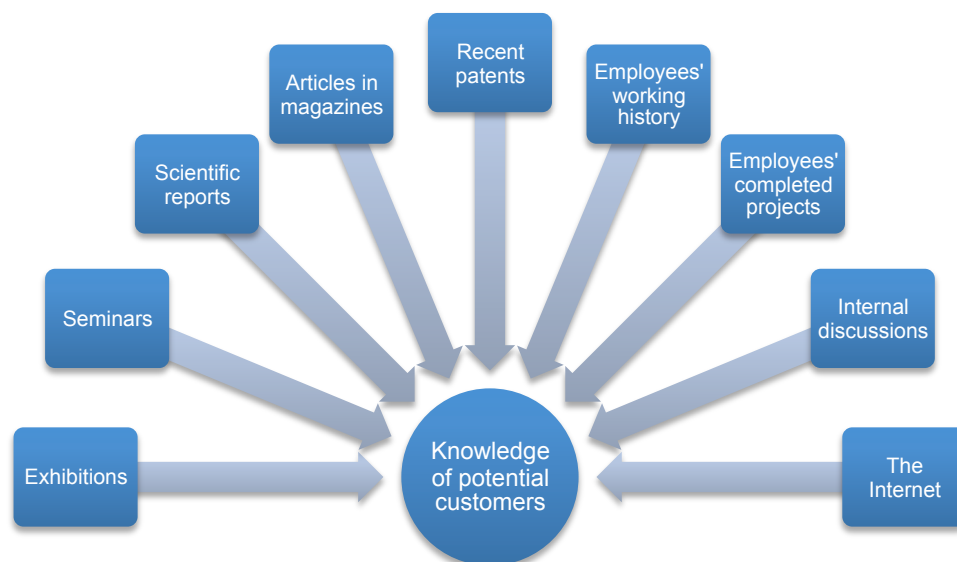 Recent
patents
Articles in
magazines
Employees'
working
history
Scientific
reports
Employees'
completed
projects
Seminars
Internal
discussions
Exhibitions
Knowledge
of potential
customers
The
Internet